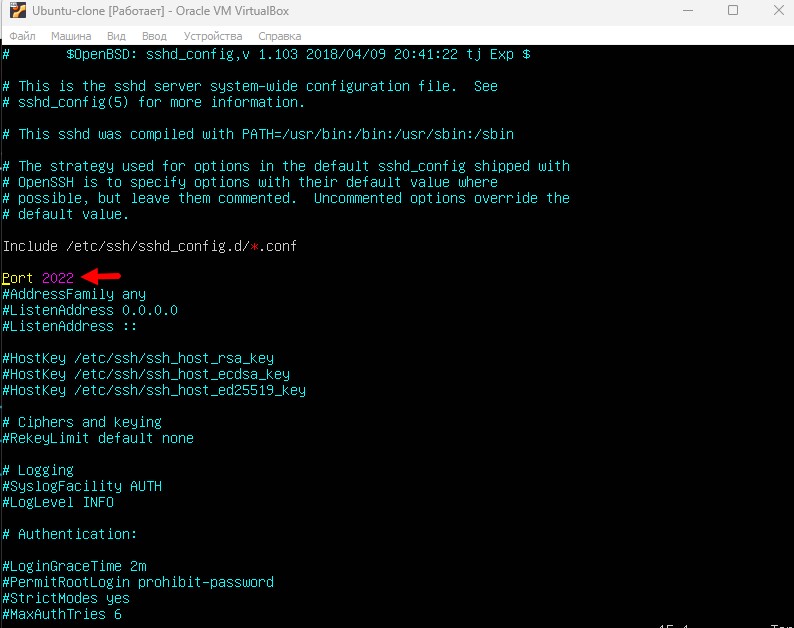 Ubuntu-clone [Работает] - Oracle VM VirtualBox
Файл Машина Вид Ввод Устройства Справка
# $OpenBSD: sshd_config,v 1.103 2018/04/09 20:41:22 tj Exp $
# This is the sshd server system-wide configuration file. See
# sshd_config(5) for more information.
# This sshd was compiled with PATH=/usr/bin:/bin:/usr/sbin:/sbin
# The strategy used for options in the default sshd_config shipped with
# OpenSSH is to specify options with their default value where
# possible, but leave them commented. Uncommented options override the
# default value.
Include /etc/ssh/sshd_config.d/*.conf
Port 2022
#AddressFamily any
#ListenAddress 0.0.0.0
#ListenAddress ::
#HostKey /etc/ssh/ssh_host_rsa_key
#HostKey /etc/ssh/ssh_host_ecdsa_key
#HostKey /etc/ssh/ssh_host_ed25519_key
# Ciphers and keying
#RekeyLimit default none
# Logging
#SyslogFacility AUTH
#LogLevel INFO
# Authentication:
#LoginGraceTime 2m
#PermitRootLogin prohibit-password
#StrictModes yes
#MaxAuthTries 6